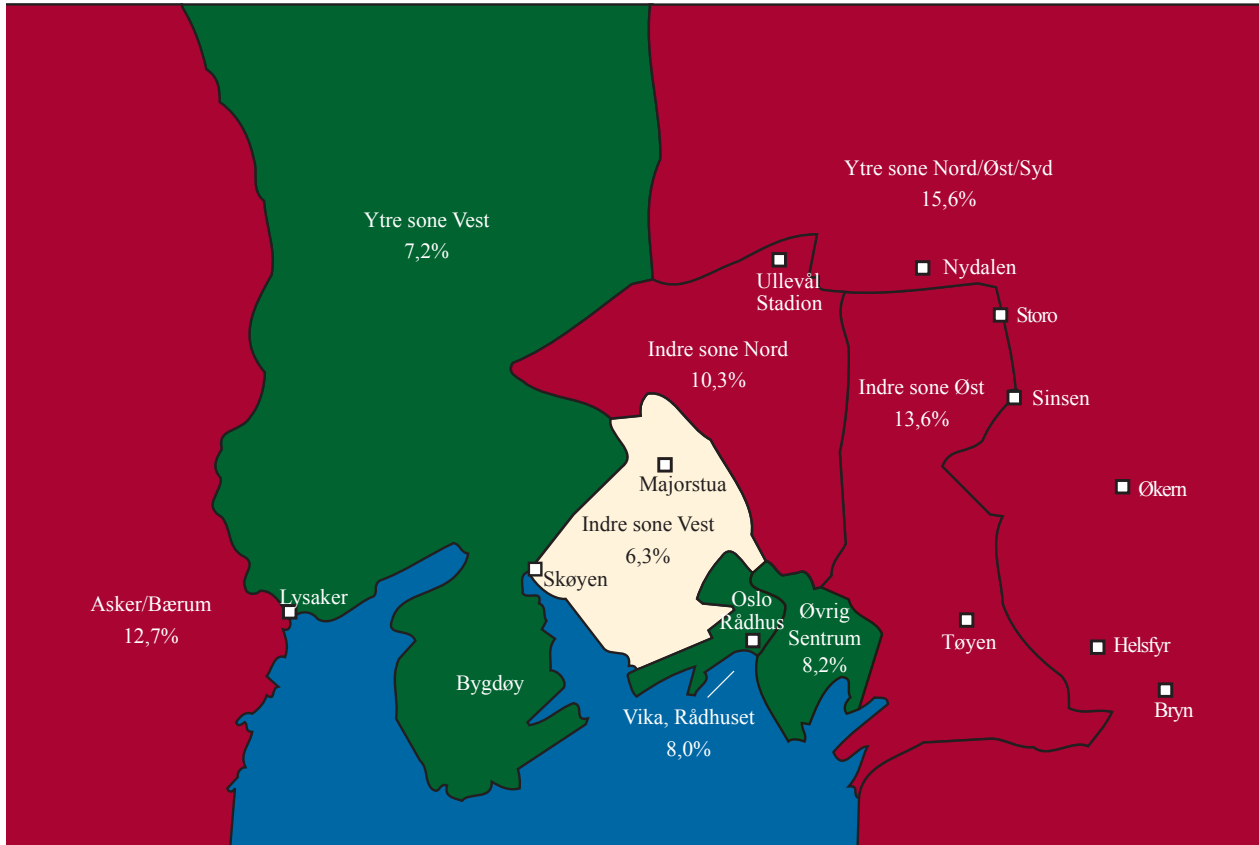 Ytre sone Nord/Øst/Syd
15,6%
Ytre sone Vest
7,2%
Ullevål
Stadion
Nydalen
Storo
Indre sone Nord
10,3%
Indre sone Øst
13,6%
Sinsen
Majorstua
Økern
Indre sone Vest
6,3%
Skøyen
Lysaker
Asker/Bærum
12,7%
Oslo
Rådhus
Øvrig
Sentrum
8,2%
Tøyen
Helsfyr
Bygdøy
Bryn
Vika, Rådhuset
8,0%